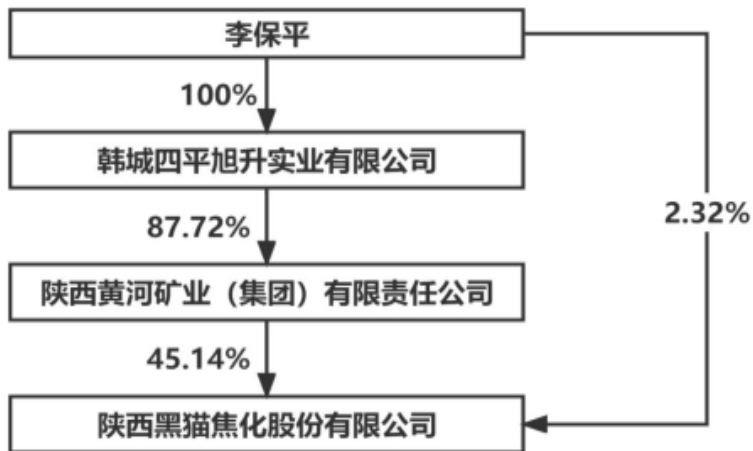 李保平
100%
韩城四平旭升实业有限公司
87.72%
2.32%
陕西黄河矿业（集团）有限责任公司
45.14%
陕西黑猫焦化股份有限公司